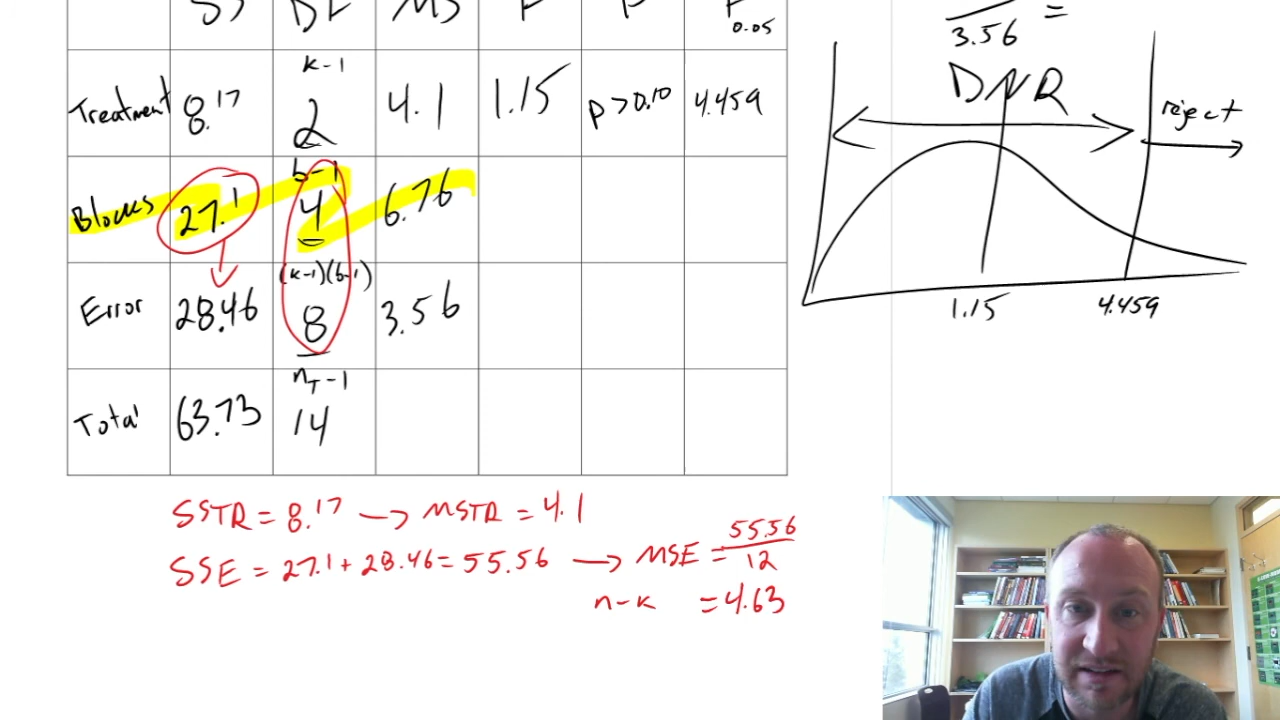 SS DF MS F P F0.05
Treatment 8.17 k-1 2 4.1 1.15 p>0.10 4.459
Blocks 27.1 b-1 4 6.76
Error 28.46 (k-1)(b-1) 8 3.56
Total 63.73 nT-1 14
SSTR = 8.17 → MSTR = 4.1
SSE = 27.1 + 28.46 = 55.56 → MSE = 55.56/12
n-k = 4.63
3.56 =
DNR
reject
1.15 4.459